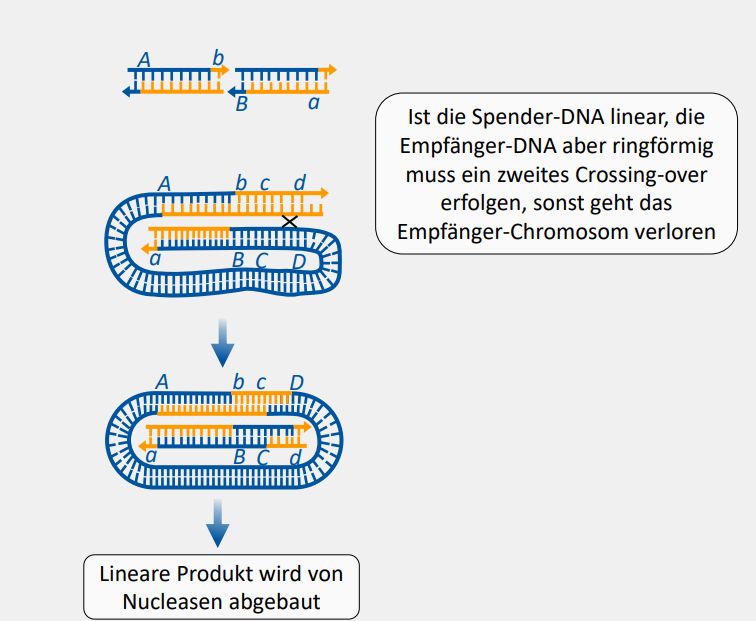 A b
B a
Ist die Spender-DNA linear, die
Empfänger-DNA aber ringförmig
muss ein zweites Crossing-over
erfolgen, sonst geht das
Empfänger-Chromosom verloren
A b c d
a B C D
A b c D
a B C d
Lineare Produkt wird von
Nucleasen abgebaut